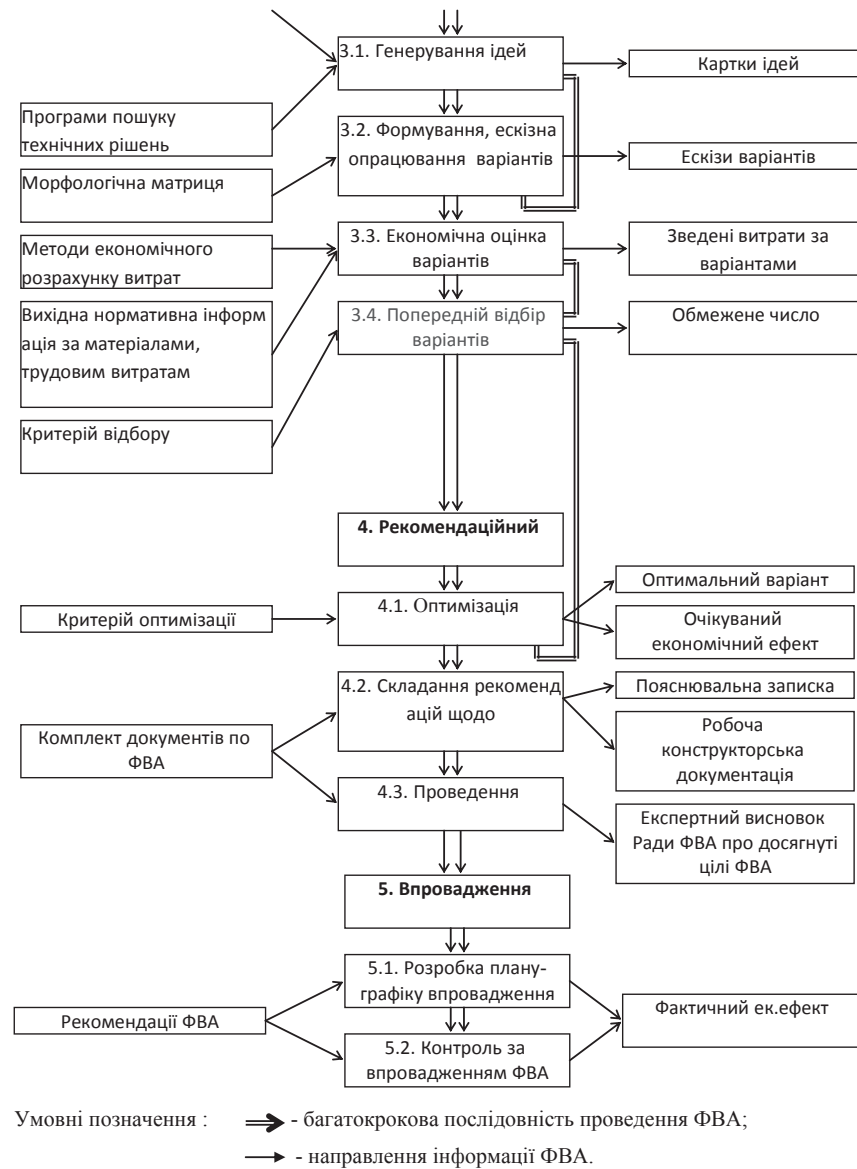 3.1. Генерування ідей
Картки ідей
Програми пошуку
технічних рішень
3.2. Формування, ескізна
опрацювання варіантів
Ескізи варіантів
Морфологічна матриця
Методи економічного
розрахунку витрат
3.3. Економічна оцінка
варіантів
Зведені витрати за
варіантами
Вихідна нормативна інформ
ація за матеріалами,
трудовим витратам
3.4. Попередній відбір
варіантів
Обмежене число
Критерій відбору
4. Рекомендаційний
Критерій оптимізації
4.1. Оптимізація
Оптимальний варіант
Очікуваний
економічний ефект
4.2. Складання рекоменд
ацій щодо
Пояснювальна записка
Робоча
конструкторська
документація
Комплект документів по
ФВА
4.3. Проведення
Експертний висновок
Ради ФВА про досягнуті
цілі ФВА
5. Впровадження
5.1. Розробка плану-
графіку впровадження
Рекомендації ФВА
Фактичний ек.ефект
5.2. Контроль за
впровадженням ФВА
Умовні позначення : - багатокрокова послідовність проведення ФВА;
- направлення інформації ФВА.